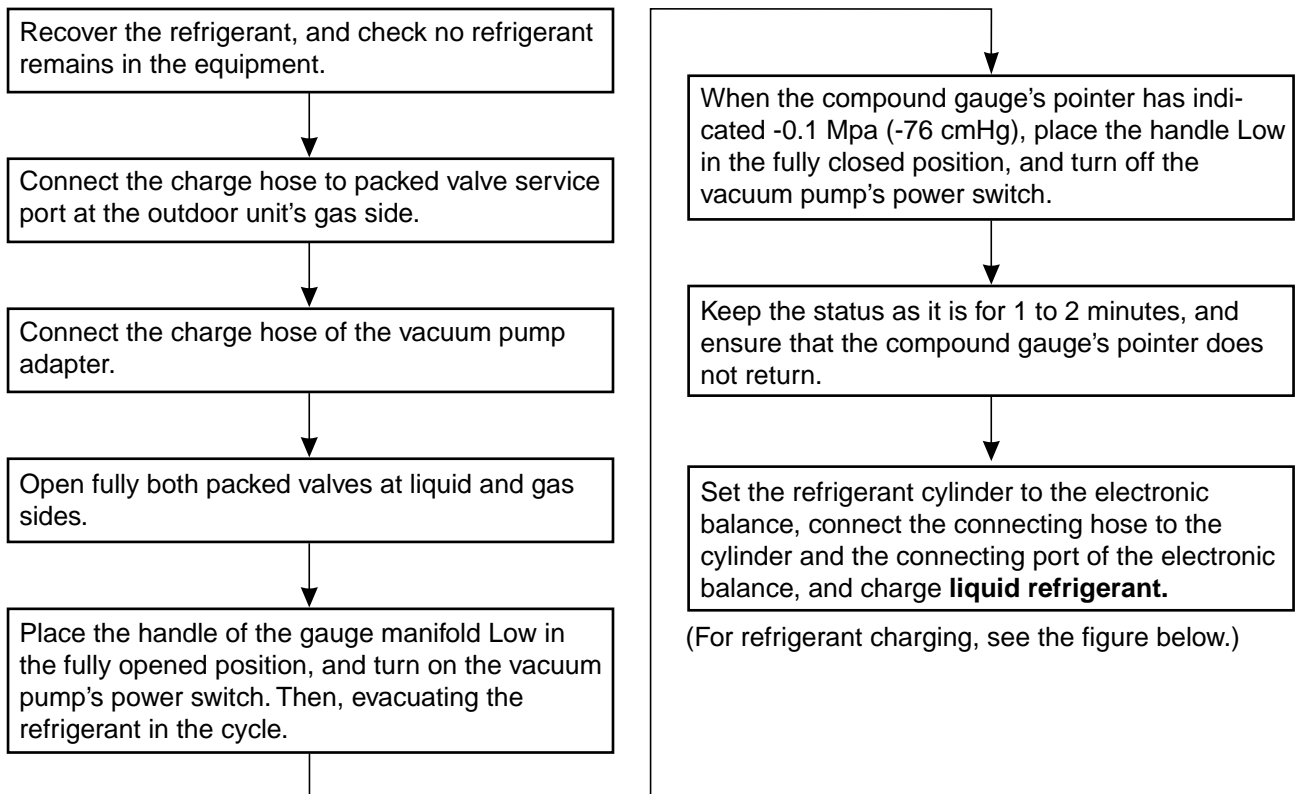 Recover the refrigerant, and check no refrigerant
remains in the equipment.
Connect the charge hose to packed valve service
port at the outdoor unit's gas side.
Connect the charge hose of the vacuum pump
adapter.
Open fully both packed valves at liquid and gas
sides.
Place the handle of the gauge manifold Low in
the fully opened position, and turn on the vacuum
pump's power switch. Then, evacuating the
refrigerant in the cycle.
When the compound gauge's pointer has indi-
cated -0.1 Mpa (-76 cmHg), place the handle Low
in the fully closed position, and turn off the
vacuum pump's power switch.
Keep the status as it is for 1 to 2 minutes, and
ensure that the compound gauge's pointer does
not return.
Set the refrigerant cylinder to the electronic
balance, connect the connecting hose to the
cylinder and the connecting port of the electronic
balance, and charge liquid refrigerant.
(For refrigerant charging, see the figure below.)